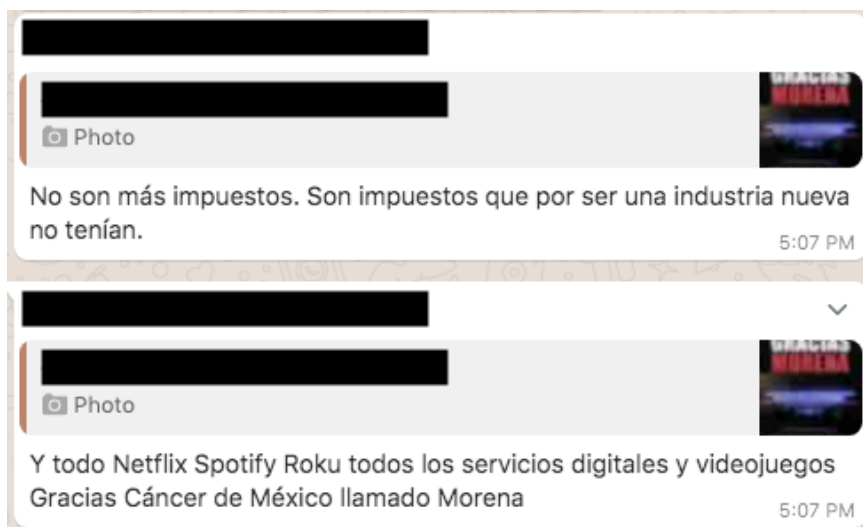 GRACIAS
MORENA
Photo
No son más impuestos. Son impuestos que por ser una industria nueva
no tenían.
5:07 PM
GRACIAS
MORENA
Photo
Y todo Netflix Spotify Roku todos los servicios digitales y videojuegos
Gracias Cáncer de México llamado Morena
5:07 PM